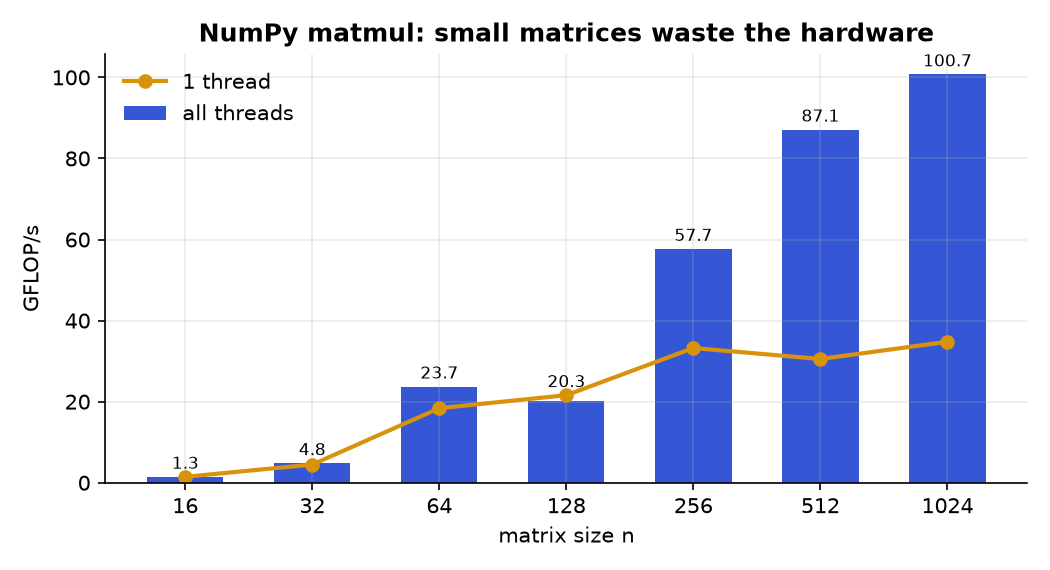 NumPy matmul: small matrices waste the hardware
1 thread
all threads
GFLOP/s
100
80
60
40
20
0
1.3
4.8
23.7
20.3
57.7
87.1
100.7
16 32 64 128 256 512 1024
matrix size n